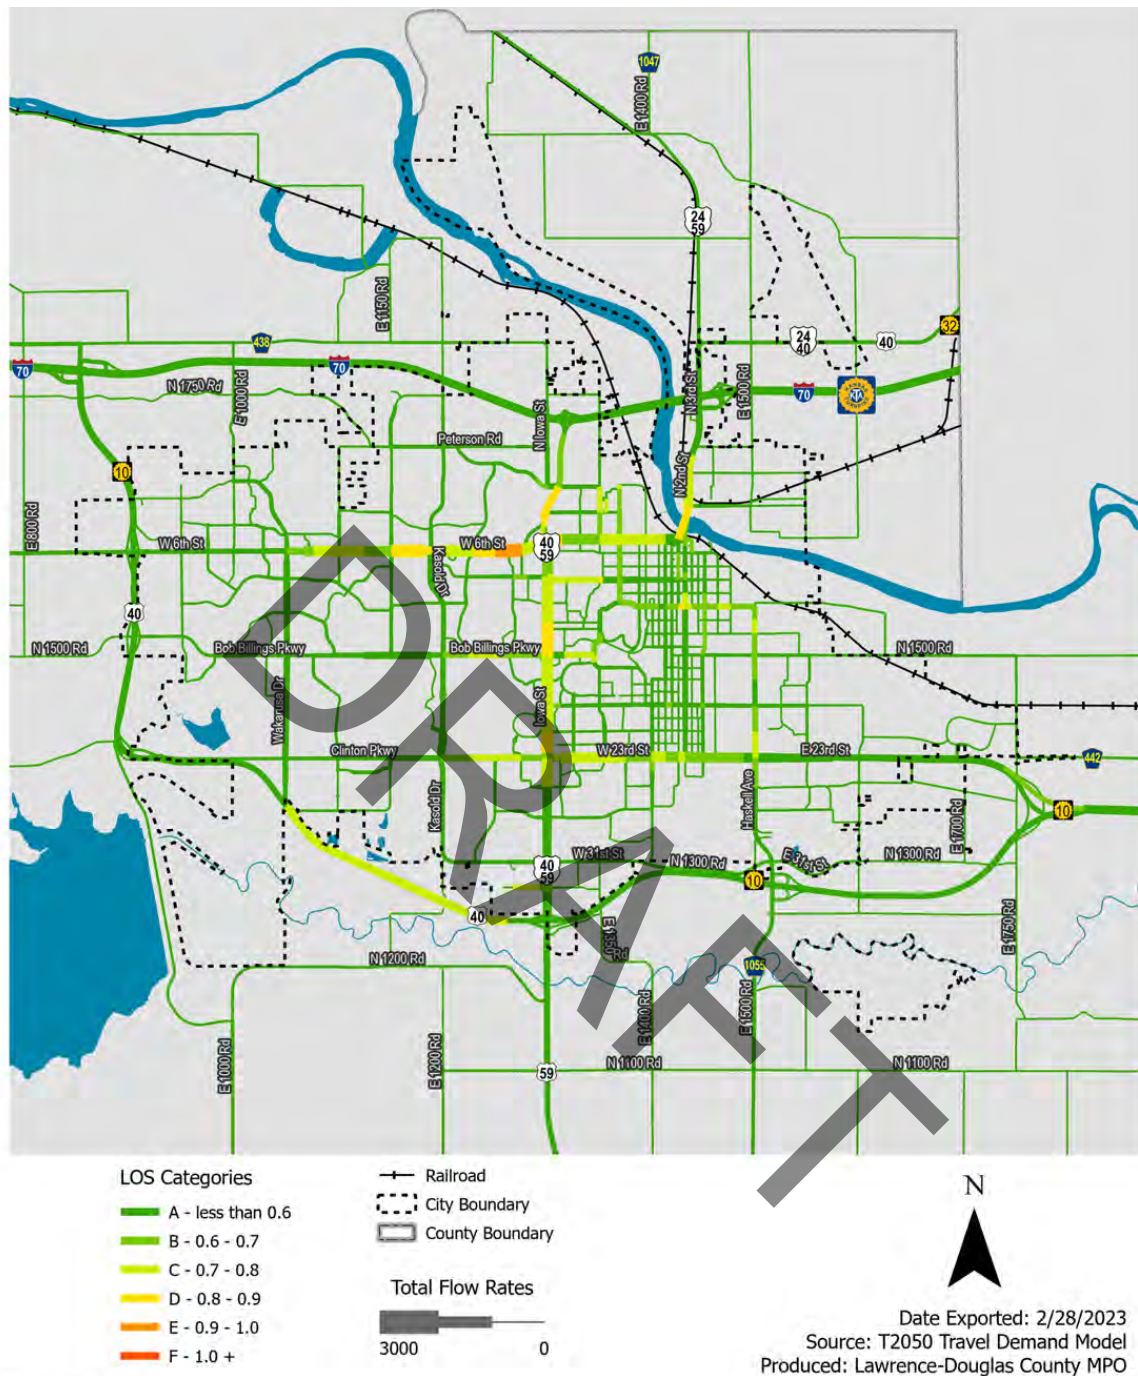 1047
E 1400 Rd
24
59
E 1150 Rd
32
24
40
40
438
70
70
N 1750 Rd
E 1000 Rd
N 3rd St
E 1500 Rd
70
KANSAS
TURNPIKE
KTA
N Iowa St
Peterson Rd
10
N 2nd St
E 800 Rd
W 6th St
W 6th St
40
59
Kasold Dr
40
N 1500 Rd
Bob Billings Pkwy
Bob Billings Pkwy
N 1500 Rd
Wakarusa Dr
Iowa St
Clinton Pkwy
W 23rd St
E 23rd St
442
Kasold Dr
Haskell Ave
E 1700 Rd
10
W 31st St
N 1300 Rd
E 31st St
N 1300 Rd
40
59
10
40
E 1350
Rd
E 1750 Rd
N 1200 Rd
1055
E 1400 Rd
E 1500 Rd
E 1000 Rd
E 1200 Rd
59
N 1100 Rd
N 1100 Rd
DRAFT
LOS Categories
A - less than 0.6
B - 0.6 - 0.7
C - 0.7 - 0.8
D - 0.8 - 0.9
E - 0.9 - 1.0
F - 1.0 +
Railroad
City Boundary
County Boundary
Total Flow Rates
3000 0
N
Date Exported: 2/28/2023
Source: T2050 Travel Demand Model
Produced: Lawrence-Douglas County MPO